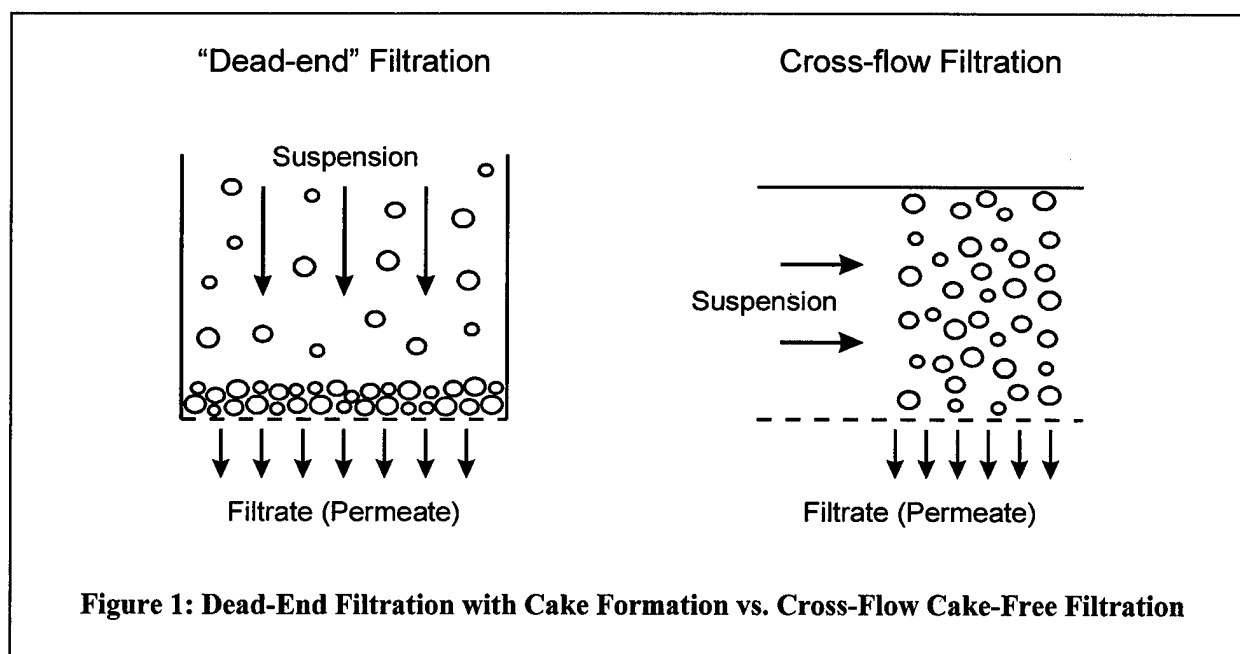 “Dead-end” Filtration
Suspension
Filtrate (Permeate)
Cross-flow Filtration
Suspension
Filtrate (Permeate)
Figure 1: Dead-End Filtration with Cake Formation vs. Cross-Flow Cake-Free Filtration